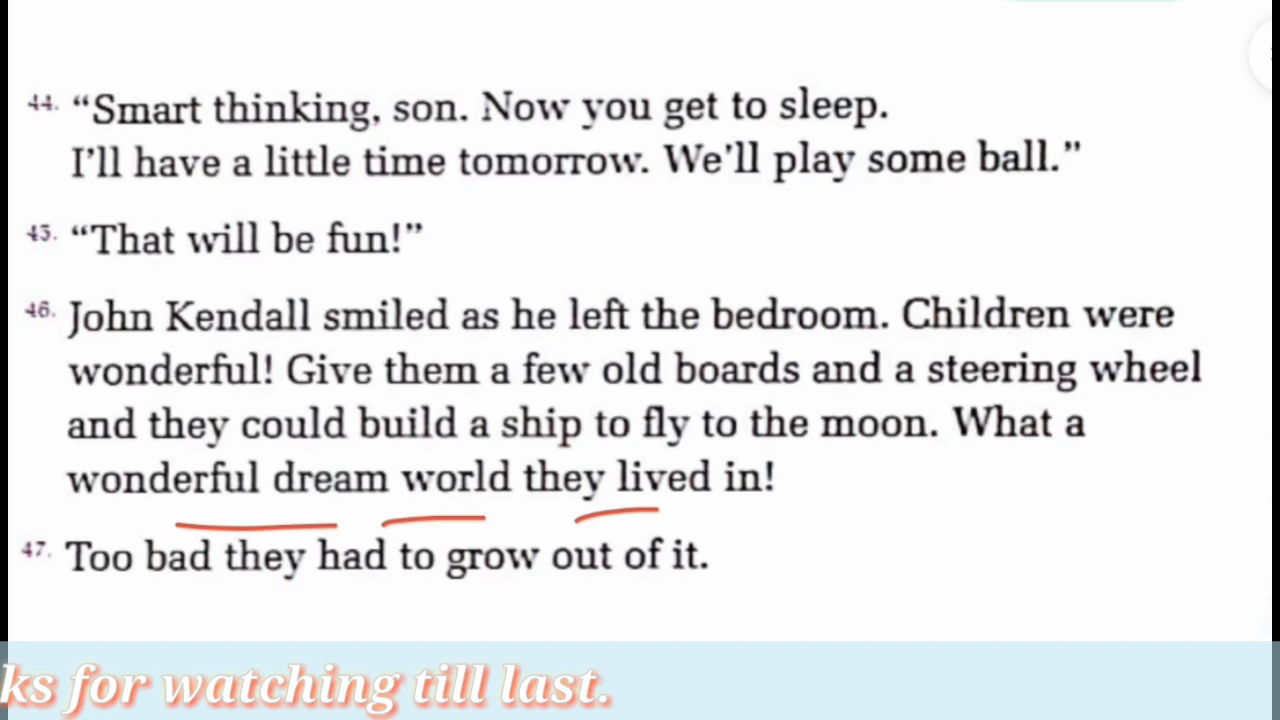 44. “Smart thinking, son. Now you get to sleep.
I’ll have a little time tomorrow. We’ll play some ball.”
45. “That will be fun!”
46. John Kendall smiled as he left the bedroom. Children were
wonderful! Give them a few old boards and a steering wheel
and they could build a ship to fly to the moon. What a
wonderful dream world they lived in!
47. Too bad they had to grow out of it.
ks for watching till last.